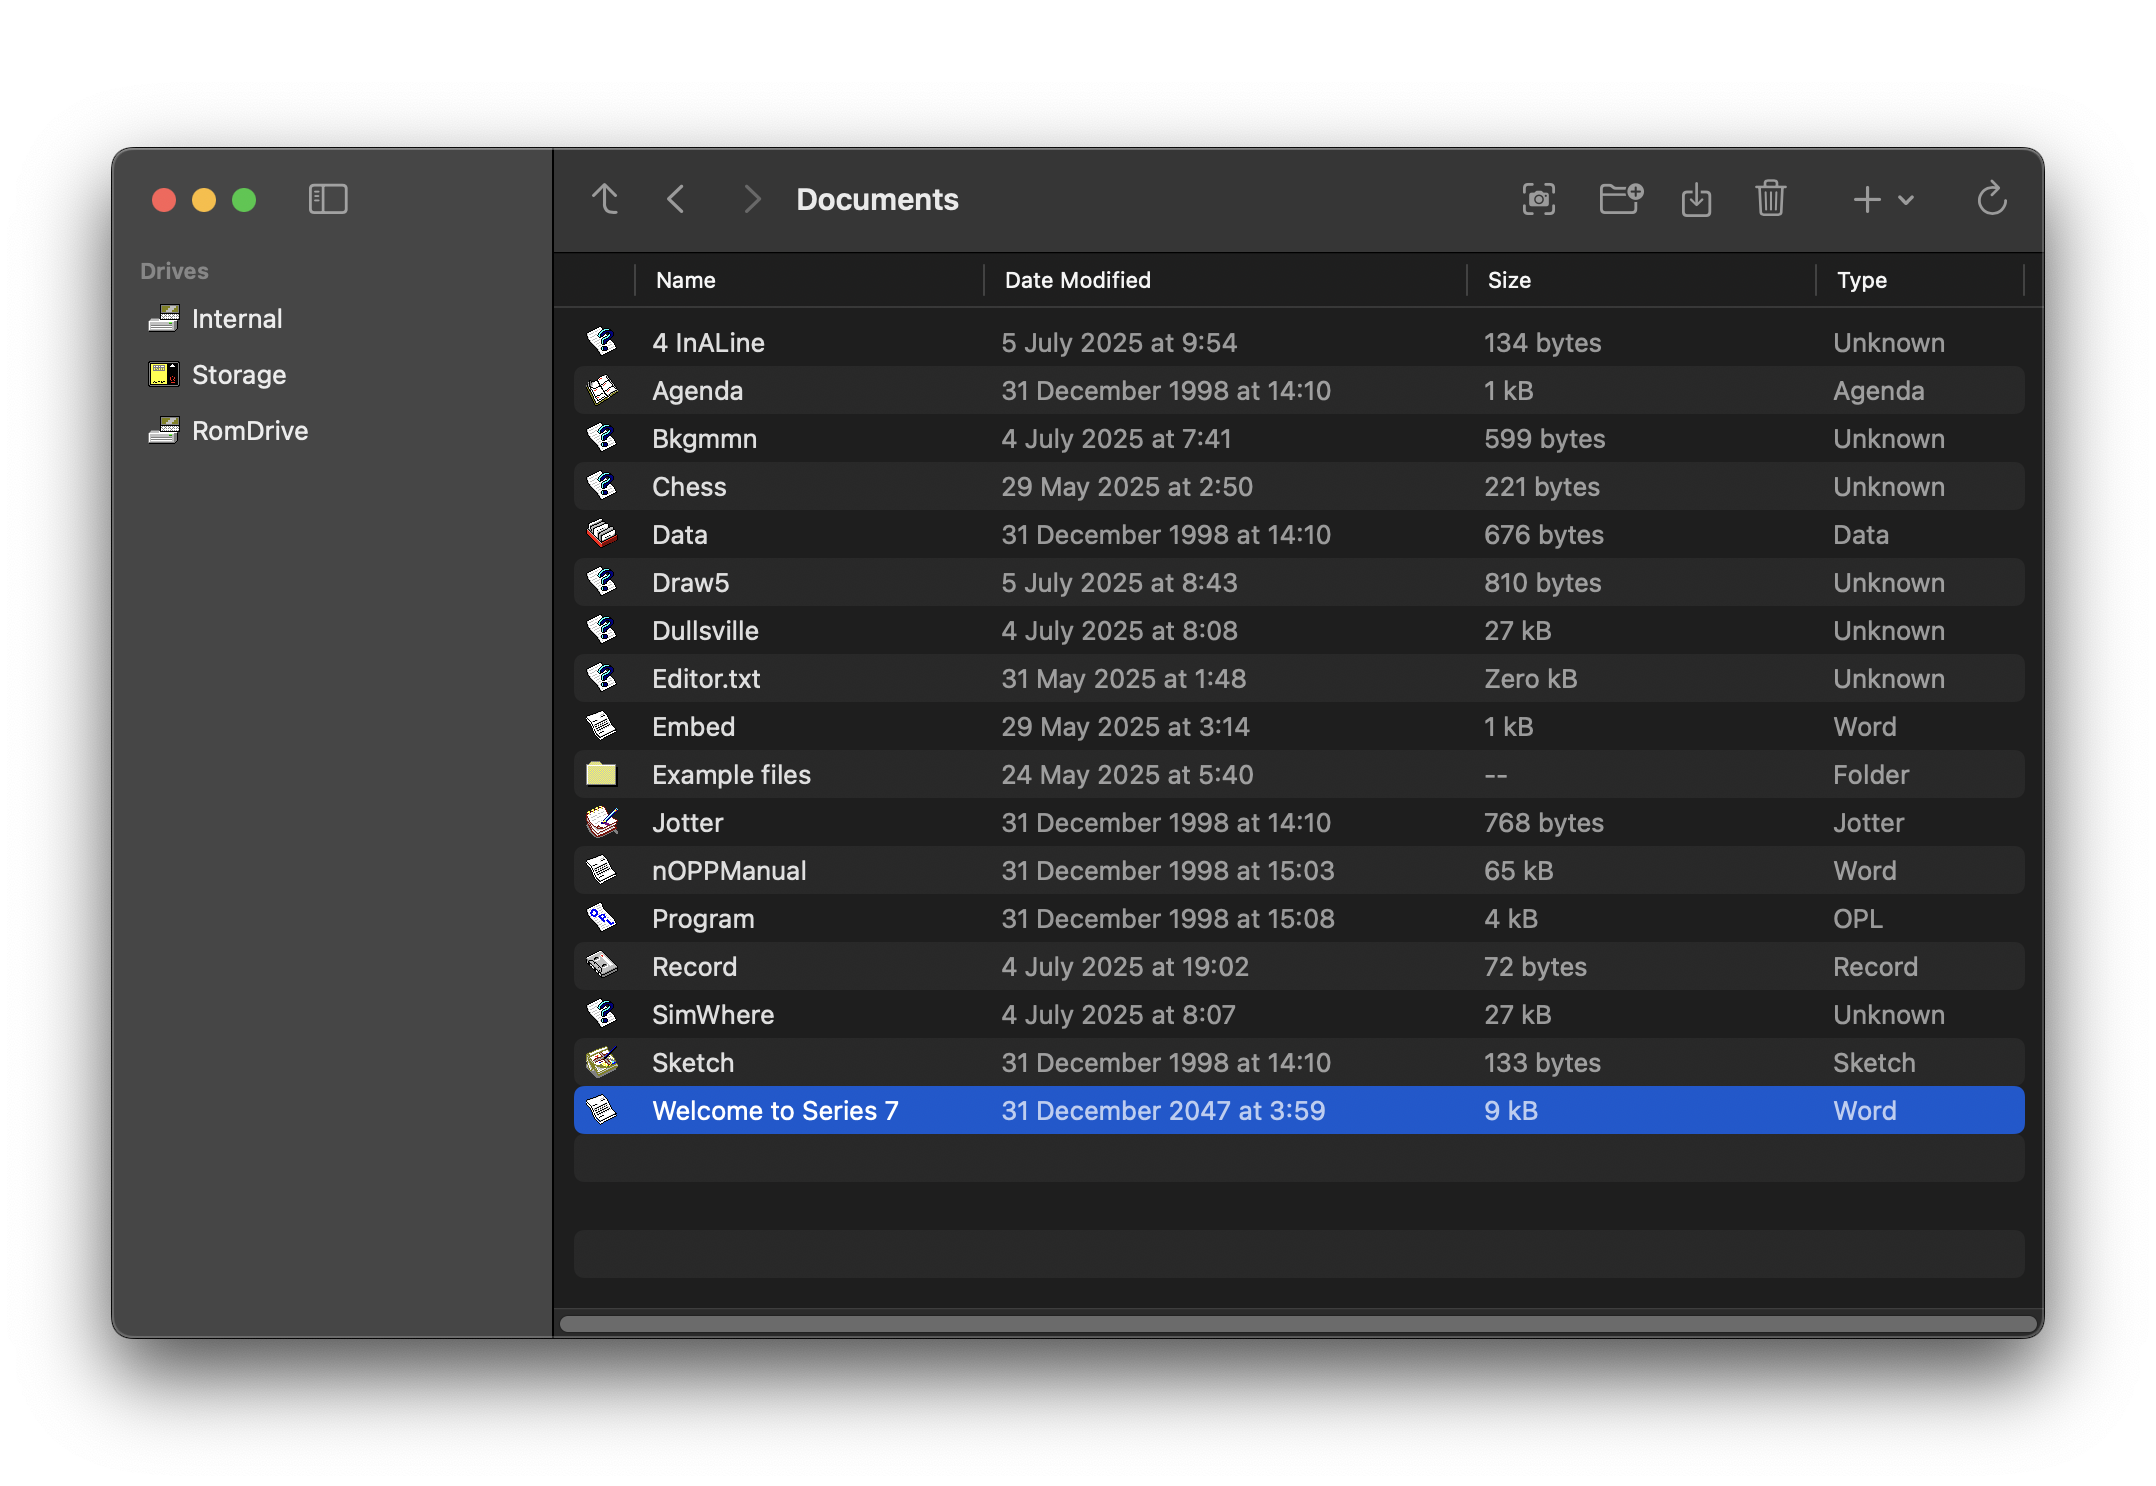 Documents
Drives
Internal
Storage
RomDrive
Name Date Modified Size Type
4 InALine 5 July 2025 at 9:54 134 bytes Unknown
Agenda 31 December 1998 at 14:10 1 kB Agenda
Bkgmmn 4 July 2025 at 7:41 599 bytes Unknown
Chess 29 May 2025 at 2:50 221 bytes Unknown
Data 31 December 1998 at 14:10 676 bytes Data
Draw5 5 July 2025 at 8:43 810 bytes Unknown
Dullsville 4 July 2025 at 8:08 27 kB Unknown
Editor.txt 31 May 2025 at 1:48 Zero kB Unknown
Embed 29 May 2025 at 3:14 1 kB Word
Example files 24 May 2025 at 5:40 -- Folder
Jotter 31 December 1998 at 14:10 768 bytes Jotter
nOPPManual 31 December 1998 at 15:03 65 kB Word
Program 31 December 1998 at 15:08 4 kB OPL
Record 4 July 2025 at 19:02 72 bytes Record
SimWhere 4 July 2025 at 8:07 27 kB Unknown
Sketch 31 December 1998 at 14:10 133 bytes Sketch
Welcome to Series 7 31 December 2047 at 3:59 9 kB Word